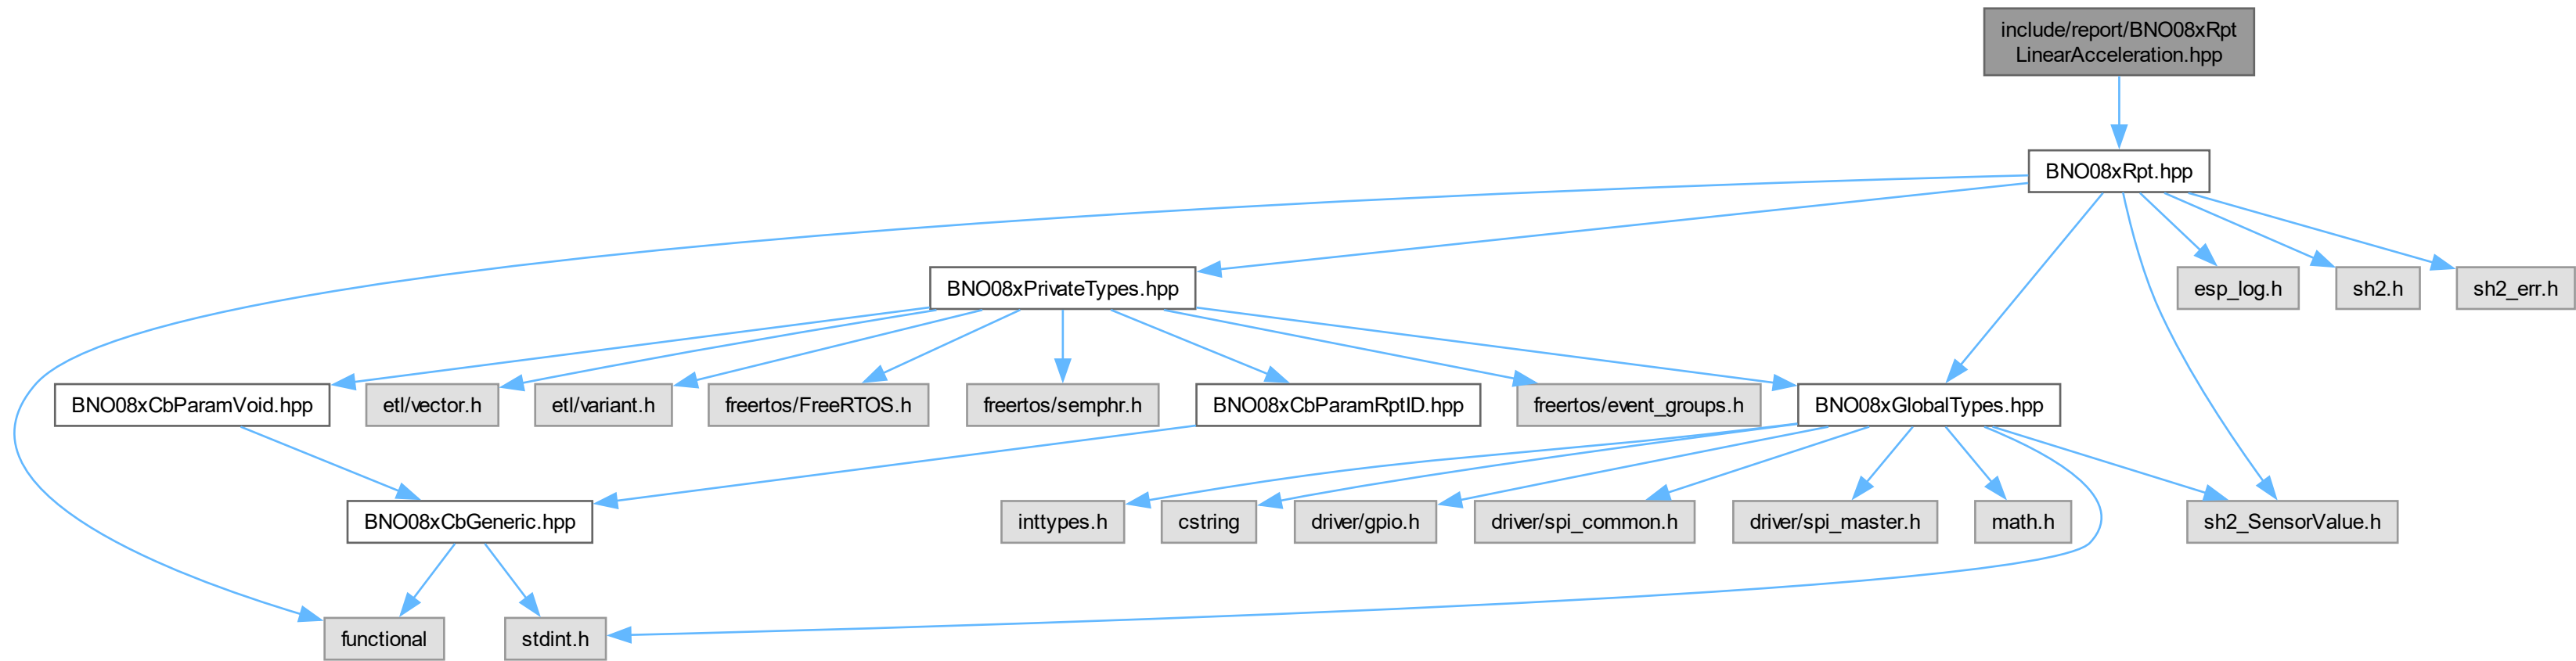 include/report/BNO08xRpt
LinearAcceleration.hpp
BNO08xRpt.hpp
BNO08xPrivateTypes.hpp
esp_log.h
sh2.h
sh2_err.h
BNO08xCbParamVoid.hpp
etl/vector.h
etl/variant.h
freertos/FreeRTOS.h
freertos/semphr.h
BNO08xCbParamRptID.hpp
freertos/event_groups.h
BNO08xGlobalTypes.hpp
BNO08xCbGeneric.hpp
inttypes.h
cstring
driver/gpio.h
driver/spi_common.h
driver/spi_master.h
math.h
sh2_SensorValue.h
functional
stdint.h